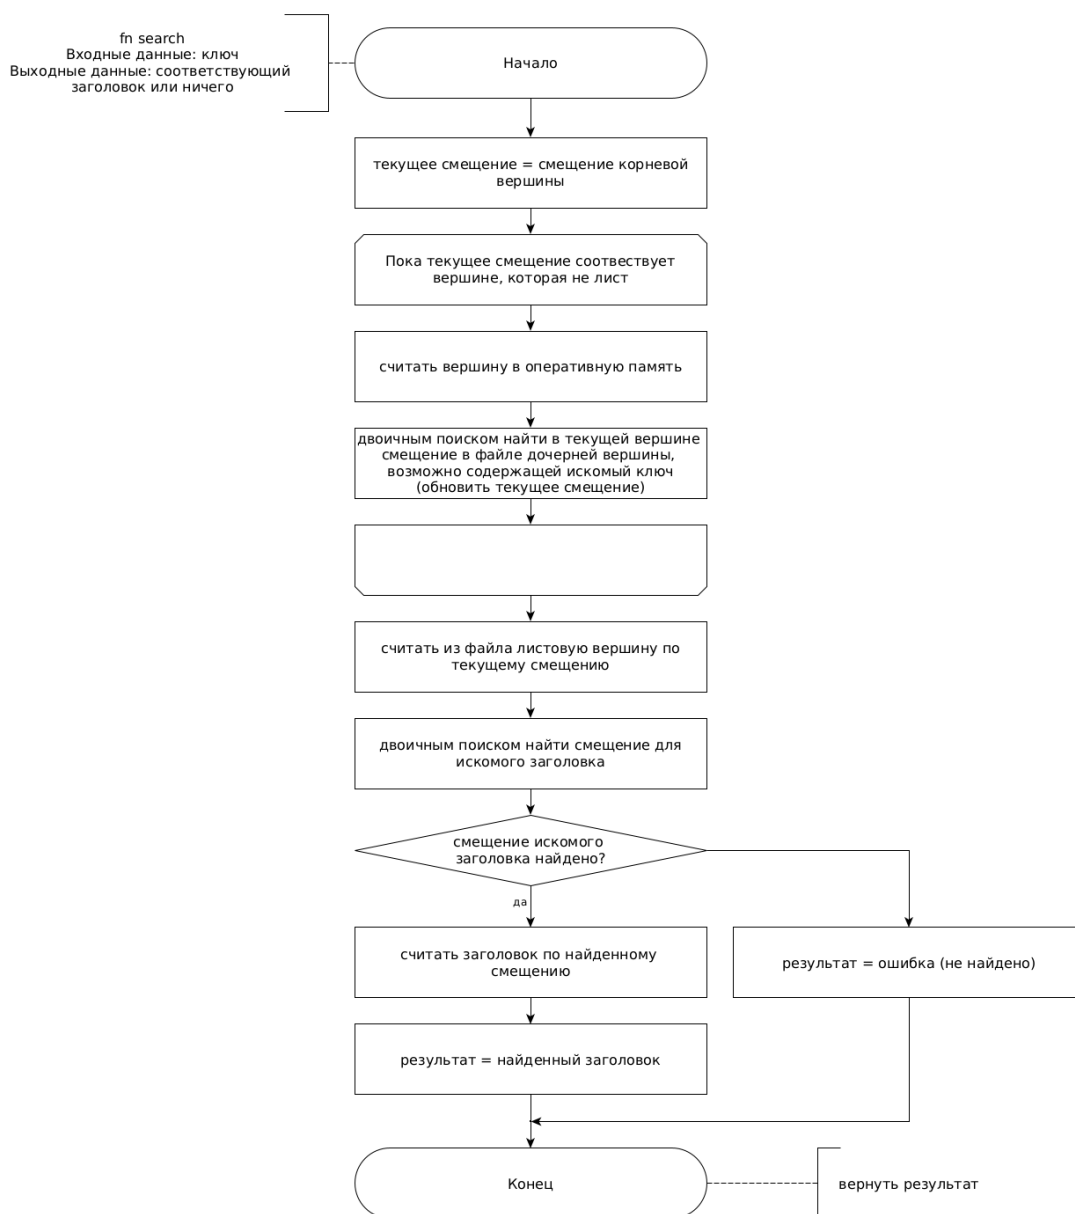 fn search
Входные данные: ключ
Выходные данные: соответствующий
заголовок или ничего
Начало
текущее смещение = смещение корневой
вершины
Пока текущее смещение соотвествует
вершине, которая не лист
считать вершину в оперативную память
двоичным поиском найти в текущей вершине
смещение в файле дочерней вершины,
возможно содержащей искомый ключ
(обновить текущее смещение)
считать из файла листовую вершину по
текущему смещению
двоичным поиском найти смещение для
искомого заголовка
смещение искомого
заголовка найдено?
да
считать заголовок по найденному
смещению
результат = ошибка (не найдено)
результат = найденный заголовок
Конец
вернуть результат